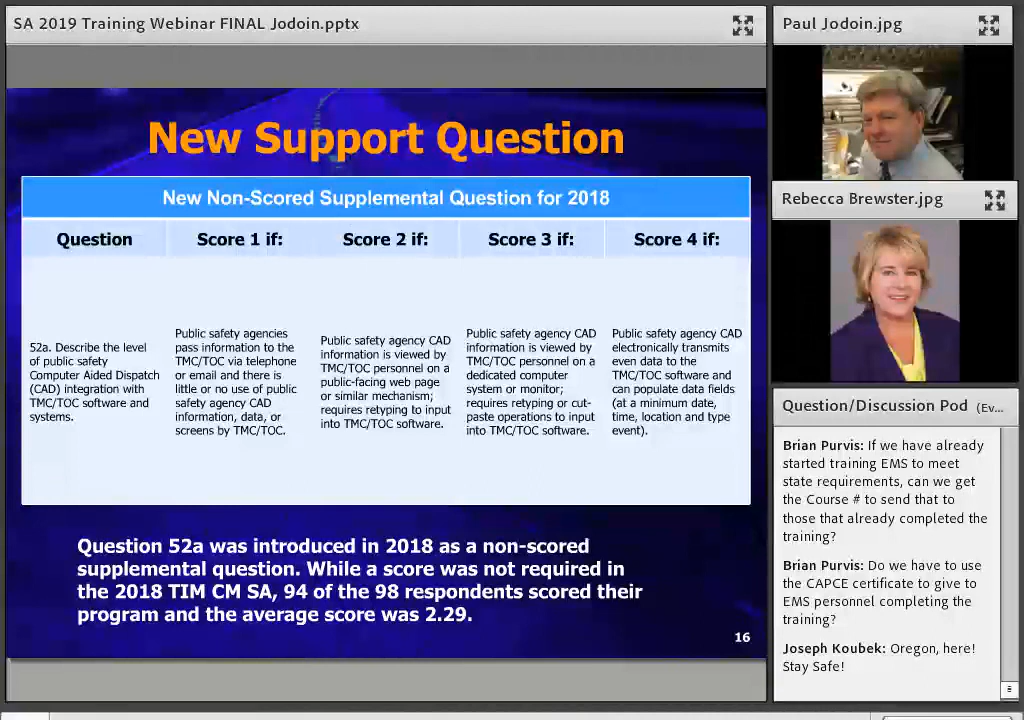 SA 2019 Training Webinar FINAL Jodoin.pptx
New Support Question
New Non-Scored Supplemental Question for 2018
Question
Score 1 if:
Score 2 if:
Score 3 if:
Score 4 if:
52a. Describe the level
of public safety
Computer Aided Dispatch
(CAD) integration with
TMC/TOC software and
systems.
Public safety agencies
pass information to the
TMC/TOC via telephone
or email and there is
little or no use of public
safety agency CAD
information, data, or
screens by TMC/TOC.
Public safety agency CAD
information is viewed by
TMC/TOC personnel on a
public-facing web page
or similar mechanism;
requires retyping to input
into TMC/TOC software.
Public safety agency CAD
information is viewed by
TMC/TOC personnel on a
dedicated computer
system or monitor;
requires retyping or cut-
paste operations to input
into TMC/TOC software.
Public safety agency CAD
electronically transmits
even data to the
TMC/TOC software and
can populate data fields
(at a minimum date,
time, location and type
event).
Question 52a was introduced in 2018 as a non-scored
supplemental question. While a score was not required in
the 2018 TIM CM SA, 94 of the 98 respondents scored their
program and the average score was 2.29.
16
Paul Jodoin.jpg
Rebecca Brewster.jpg
Question/Discussion Pod (Ev...
Brian Purvis: If we have already
started training EMS to meet
state requirements, can we get
the Course # to send that to
those that already completed the
training?
Brian Purvis: Do we have to use
the CAPCE certificate to give to
EMS personnel completing the
training?
Joseph Koubek: Oregon, here!
Stay Safe!